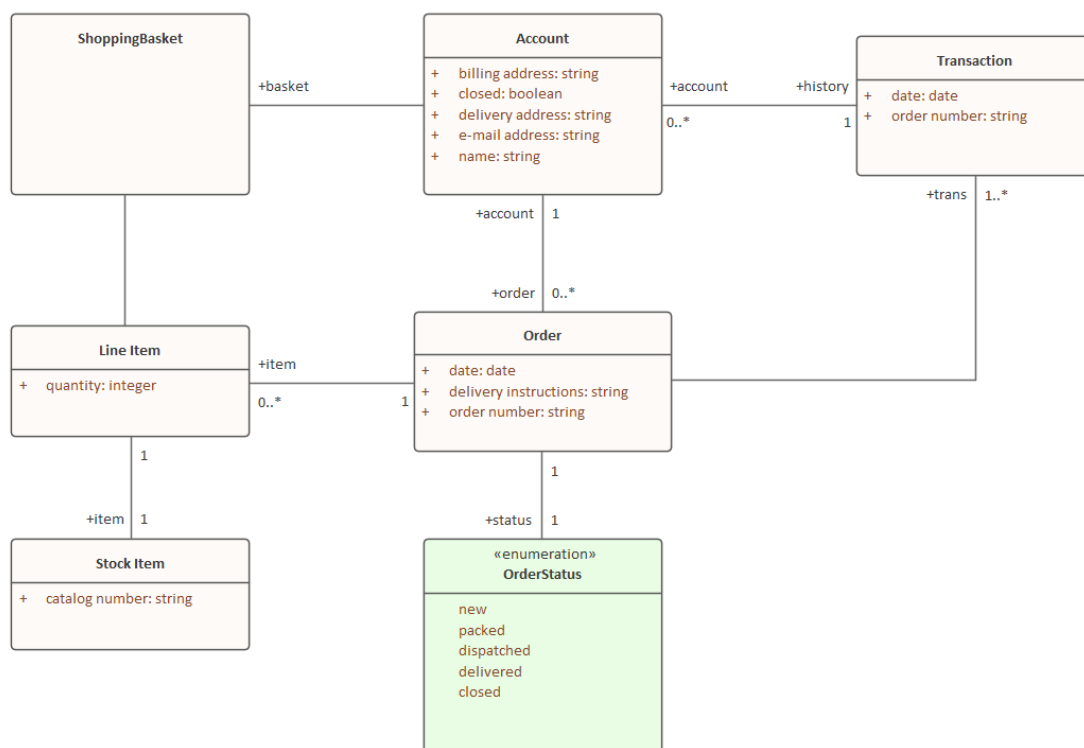 ShoppingBasket
+basket
Account
+ billing address: string
+ closed: boolean
+ delivery address: string
+ e-mail address: string
+ name: string
+account
0..*
+history
1
Transaction
+ date: date
+ order number: string
+trans
1..*
+account
1
+order
0..*
Line Item
+ quantity: integer
+item
0..*
1
Order
+ date: date
+ delivery instructions: string
+ order number: string
1
+item
1
1
+status
1
Stock Item
+ catalog number: string
«enumeration»
OrderStatus
new
packed
dispatched
delivered
closed